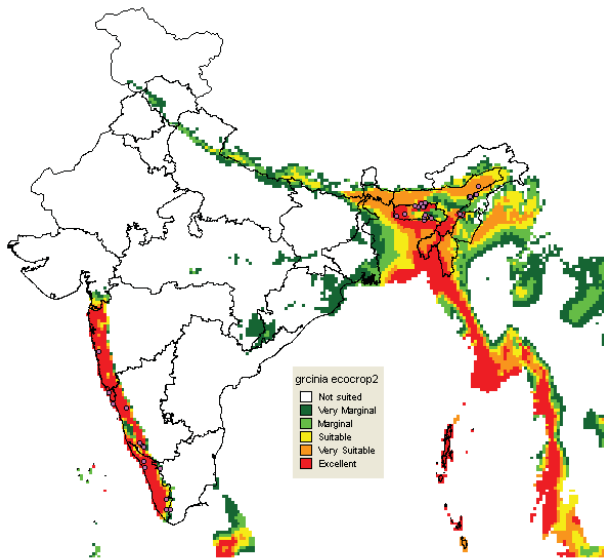 grcinia ecocrop2
Not suited
Very Marginal
Marginal
Suitable
Very Suitable
Excellent